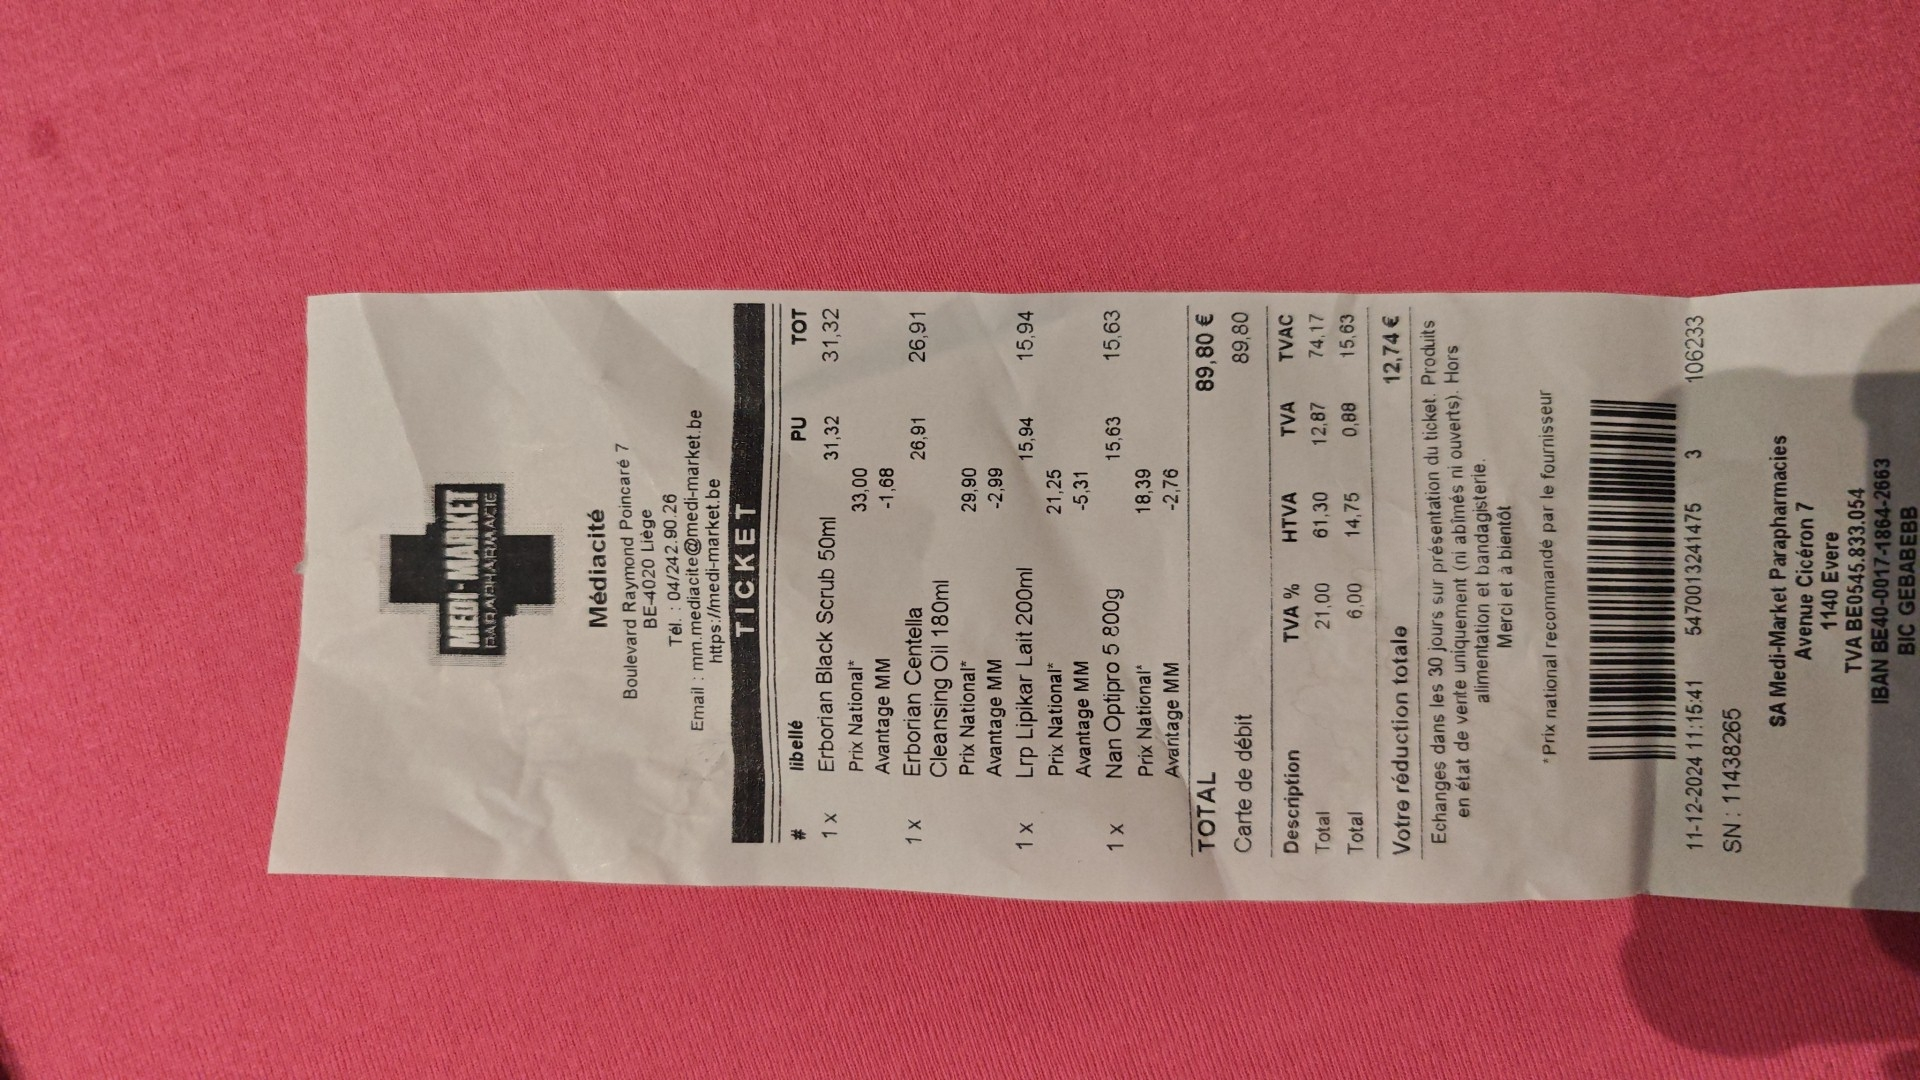 MEDI-MARKET
PARAPHARMACIE
Médiacité
Boulevard Raymond Poincaré 7
BE-4020 Liège
Tél. : 04/242.90.26
Email : mm.mediacite@medi-market.be
https://medi-market.be
TICKET
# libellé PU TOT
1 x Erborian Black Scrub 50ml 31,32 31,32
Prix National* 33,00
Avantage MM -1,68
1 x Erborian Centella 26,91 26,91
Cleansing Oil 180ml
Prix National* 29,90
Avantage MM -2,99
1 x Lrp Lipikar Lait 200ml 15,94 15,94
Prix National* 21,25
Avantage MM -5,31
1 x Nan Optipro 5 800g 15,63 15,63
Prix National* 18,39
Avantage MM -2,76
TOTAL 89,80 €
Carte de débit 89,80
Description TVA % HTVA TVA TVAC
Total 21,00 61,30 12,87 74,17
Total 6,00 14,75 0,88 15,63
Votre réduction totale 12,74 €
Echanges dans les 30 jours sur présentation du ticket. Produits
en état de vente uniquement (ni abîmés ni ouverts). Hors
alimentation et bandagisterie.
Merci et à bientôt
*Prix national recommandé par le fournisseur
11-12-2024 11:15:41 5470013241475 3 106233
SN : 11438265
SA Medi-Market Parapharmacies
Avenue Cicéron 7
1140 Evere
TVA BE0545.833.054
IBAN BE40-0017-1864-2663
BIC GEBABEBB